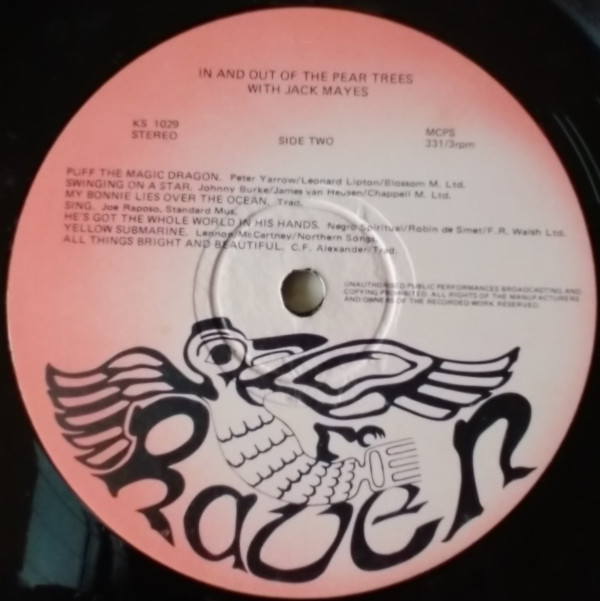 IN AND OUT OF THE PEAR TREES
WITH JACK MAYES
KS 1029
STEREO
SIDE TWO
MCPS
331/3rpm
PUFF THE MAGIC DRAGON. Peter Yarrow/Leonard Lipton/Blossom M. Ltd.
SWINGING ON A STAR. Johnny Burke/James van Heusen/Chappell M. Ltd.
MY BONNIE LIES OVER THE OCEAN. Trad.
SING. Joe Raposo, Standard Mus.
HE'S GOT THE WHOLE WORLD IN HIS HANDS. Negro Spiritual/Robin de Smet/F.R. Walsh Ltd.
YELLOW SUBMARINE. Lennon/McCartney/Northern Songs.
ALL THINGS BRIGHT AND BEAUTIFUL. C.F. Alexander/Trad.
UNAUTHORISED PUBLIC PERFORMANCES BROADCASTING AND
COPYING PROHIBITED. ALL RIGHTS OF THE MANUFACTURERS
AND OWNERS OF THE RECORDED WORK RESERVED.
Raven